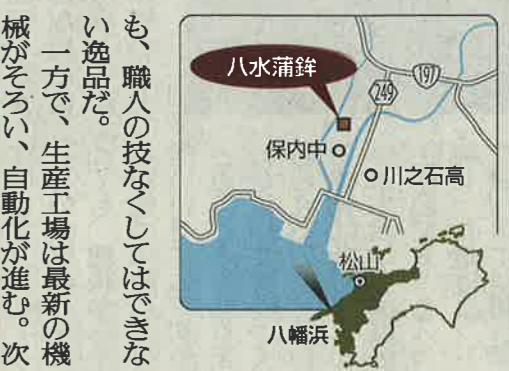 八水蒲鉾
197
249
保内中
川之石高
松山
八幡浜
も、職人の技なくしてはできな
い逸品だ。
一方で、生産工場は最新の機
械がそろい、自動化が進む。次